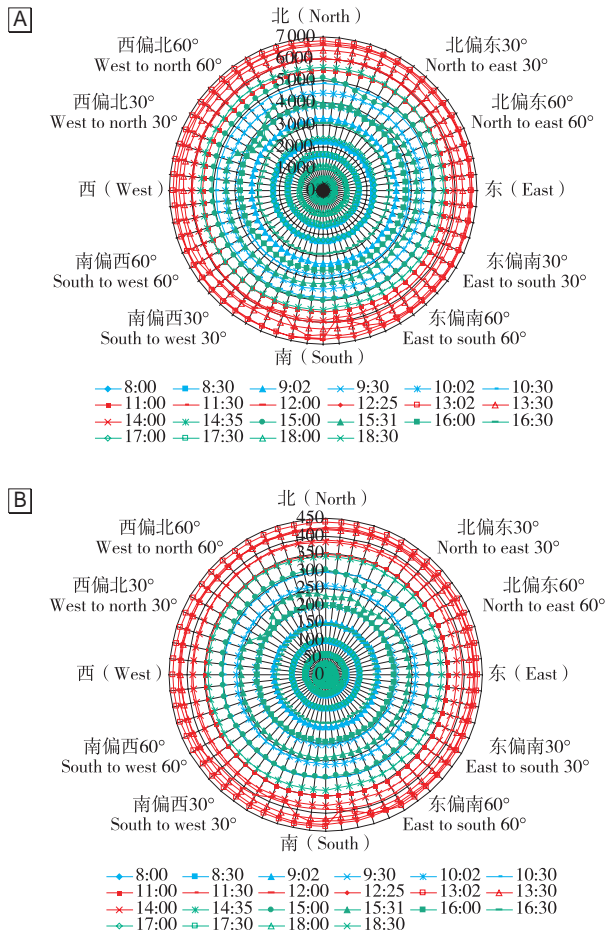 A
北（North）
7000
6000
5000
4000
3000
2000
1000
0
北偏东30°
North to east 30°
北偏东60°
North to east 60°
东（East）
东偏南30°
East to south 30°
东偏南60°
East to south 60°
南（South）
南偏西30°
South to west 30°
南偏西60°
South to west 60°
西（West）
西偏北30°
West to north 30°
西偏北60°
West to north 60°
8:00 8:30 9:02 9:30 10:02 10:30
11:00 11:30 12:00 12:25 13:02 13:30
14:00 14:35 15:00 15:31 16:00 16:30
17:00 17:30 18:00 18:30
B
北（North）
450
400
350
300
250
200
150
100
50
0
北偏东30°
North to east 30°
北偏东60°
North to east 60°
东（East）
东偏南30°
East to south 30°
东偏南60°
East to south 60°
南（South）
南偏西30°
South to west 30°
南偏西60°
South to west 60°
西（West）
西偏北30°
West to north 30°
西偏北60°
West to north 60°
8:00 8:30 9:02 9:30 10:02 10:30
11:00 11:30 12:00 12:25 13:02 13:30
14:00 14:35 15:00 15:31 16:00 16:30
17:00 17:30 18:00 18:30